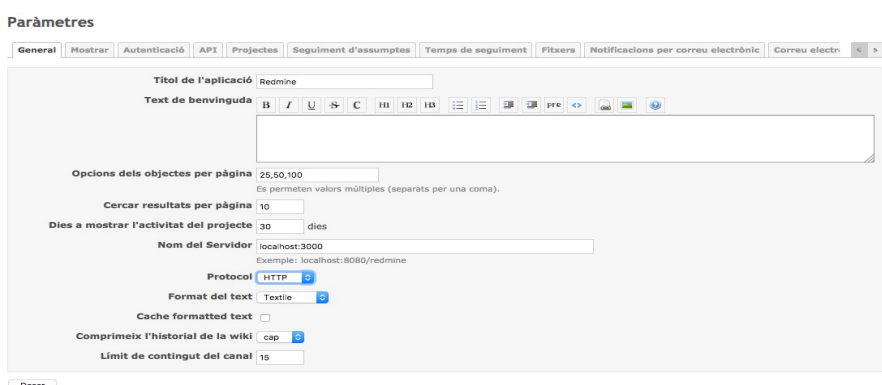 Paràmetres
General Mostrar Autenticació API Projectes Seguiment d'assumptes Temps de seguiment Fitxers Notificacions per correu electrònic Correu electr
Títol de l'aplicació Redmine
Text de benvinguda B I U S C H1 H2 H3 pre <>
Opcions dels objectes per pàgina 25,50,100
Es permeten valors múltiples (separats per una coma).
Cercar resultats per pàgina 10
Dies a mostrar l'activitat del projecte 30 dies
Nom del Servidor localhost:3000
Exemple: localhost:8080/redmine
Protocol HTTP
Format del text Textile
Cache formatted text
Comprimeix l'historial de la wiki cap
Límit de contingut del canal 15